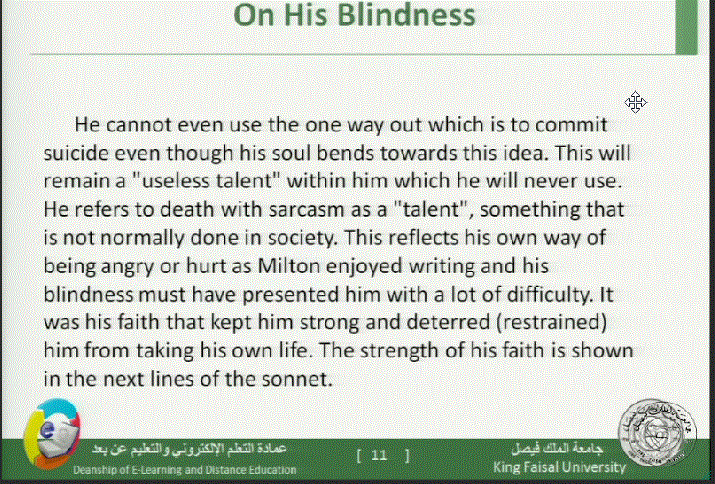 On His Blindness
He cannot even use the one way out which is to commit
suicide even though his soul bends towards this idea. This will
remain a "useless talent" within him which he will never use.
He refers to death with sarcasm as a "talent", something that
is not normally done in society. This reflects his own way of
being angry or hurt as Milton enjoyed writing and his
blindness must have presented him with a lot of difficulty. It
was his faith that kept him strong and deterred (restrained)
him from taking his own life. The strength of his faith is shown
in the next lines of the sonnet.
جامعة الملك فيصل
King Faisal University
[ 11 ]
عمادة التعلم الإلكتروني والتعليم عن بعد
Deanship of E-Learning and Distance Education